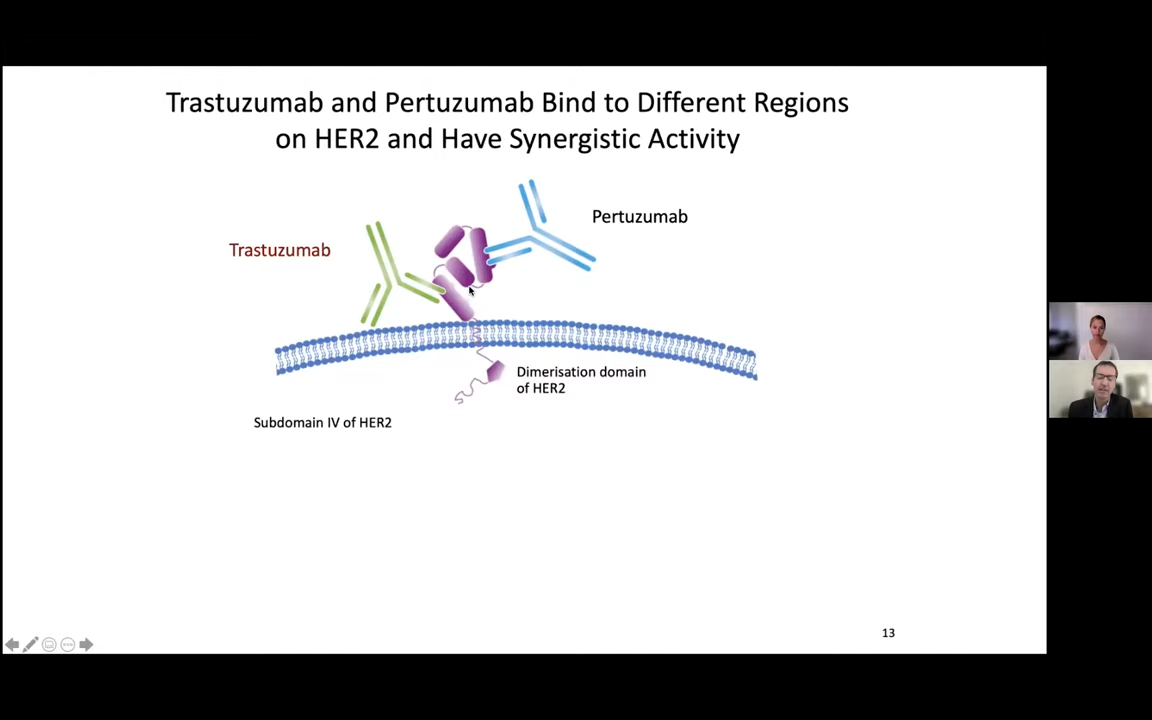 Trastuzumab and Pertuzumab Bind to Different Regions
on HER2 and Have Synergistic Activity
Pertuzumab
Trastuzumab
Dimerisation domain
of HER2
Subdomain IV of HER2
13